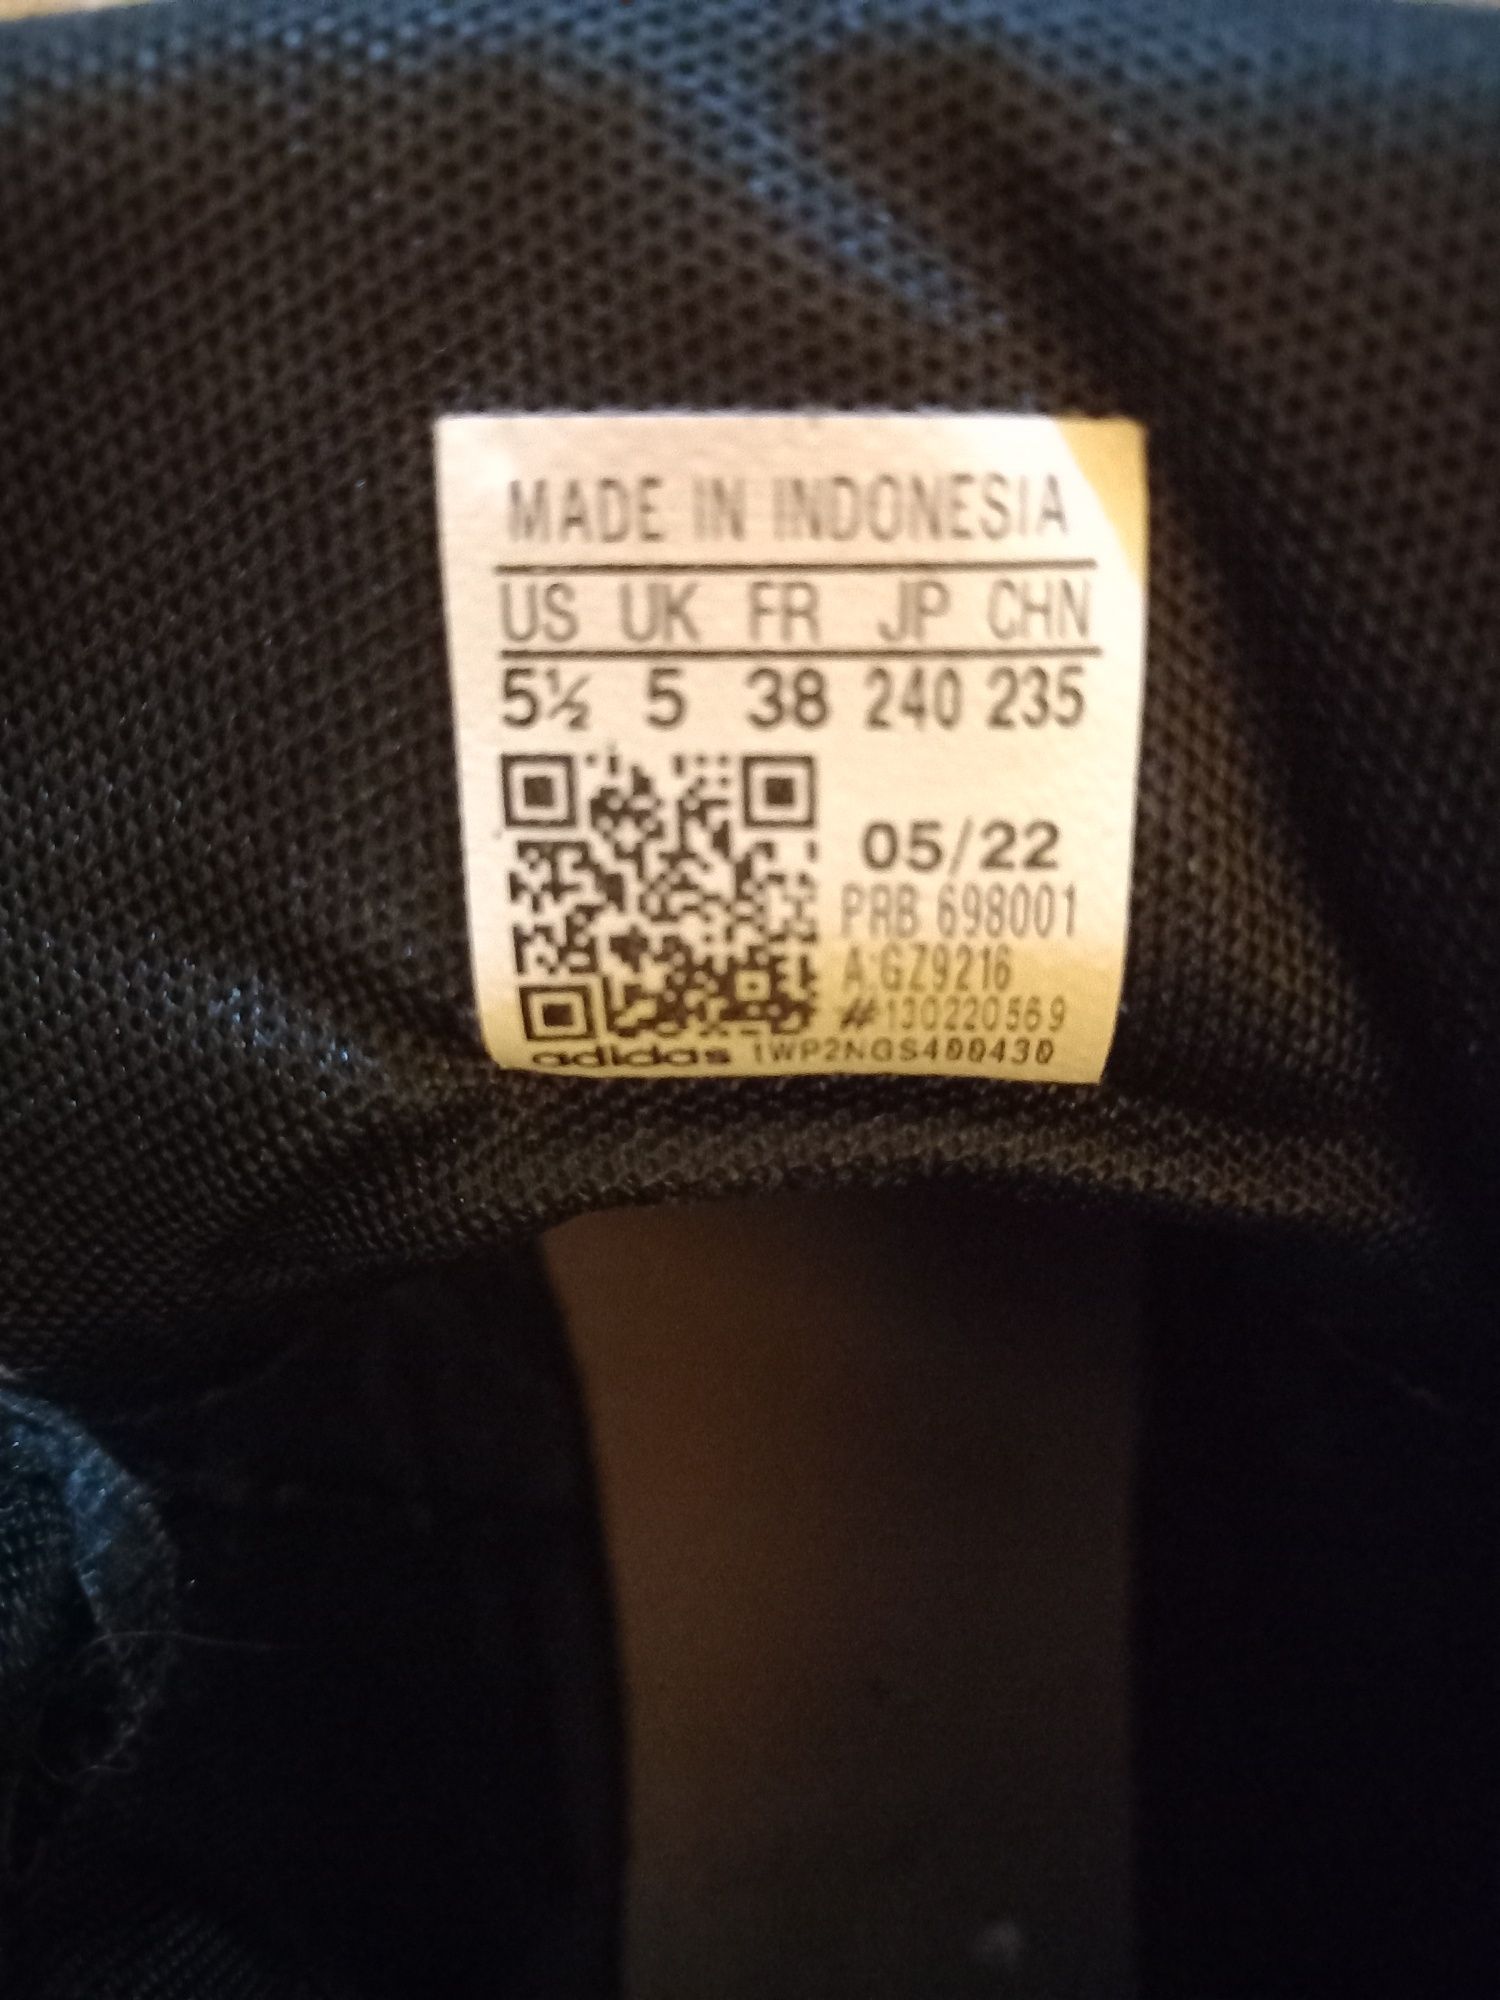 MADE IN INDONESIA
US UK FR JP CHN
5½ 5 38 240 235
05/22
PRB 698001
A:GZ9216
#130220569
adidas 1WP2NGS400430